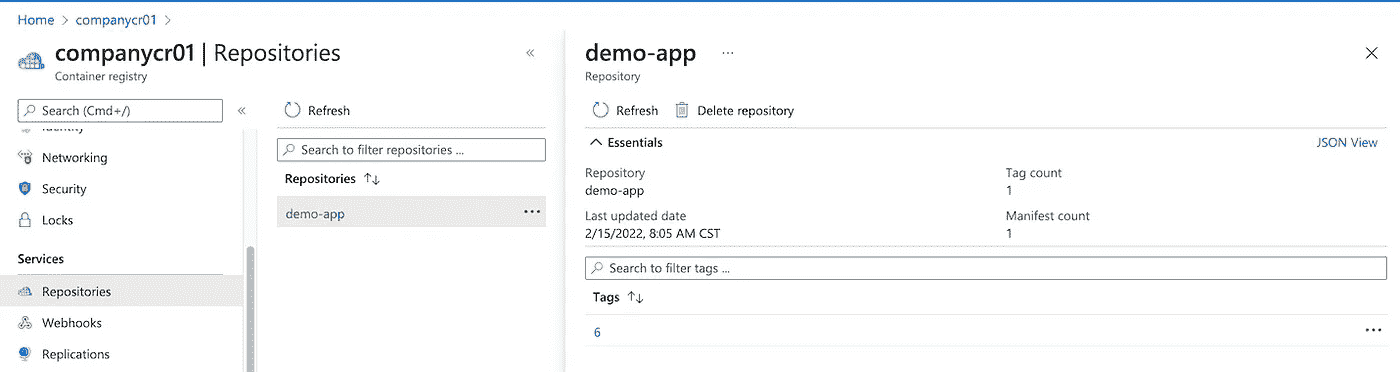 Home > companycr01 >
companycr01 | Repositories
Container registry
«
Search (Cmd+/)
«
Identity
Networking
Security
Locks
Services
Repositories
Webhooks
Replications
Refresh
Search to filter repositories ...
Repositories ↑↓
demo-app ...
demo-app ...
Repository
Refresh
Delete repository
Essentials
JSON View
Repository
demo-app
Tag count
1
Last updated date
2/15/2022, 8:05 AM CST
Manifest count
1
Search to filter tags ...
Tags ↑↓
6 ...